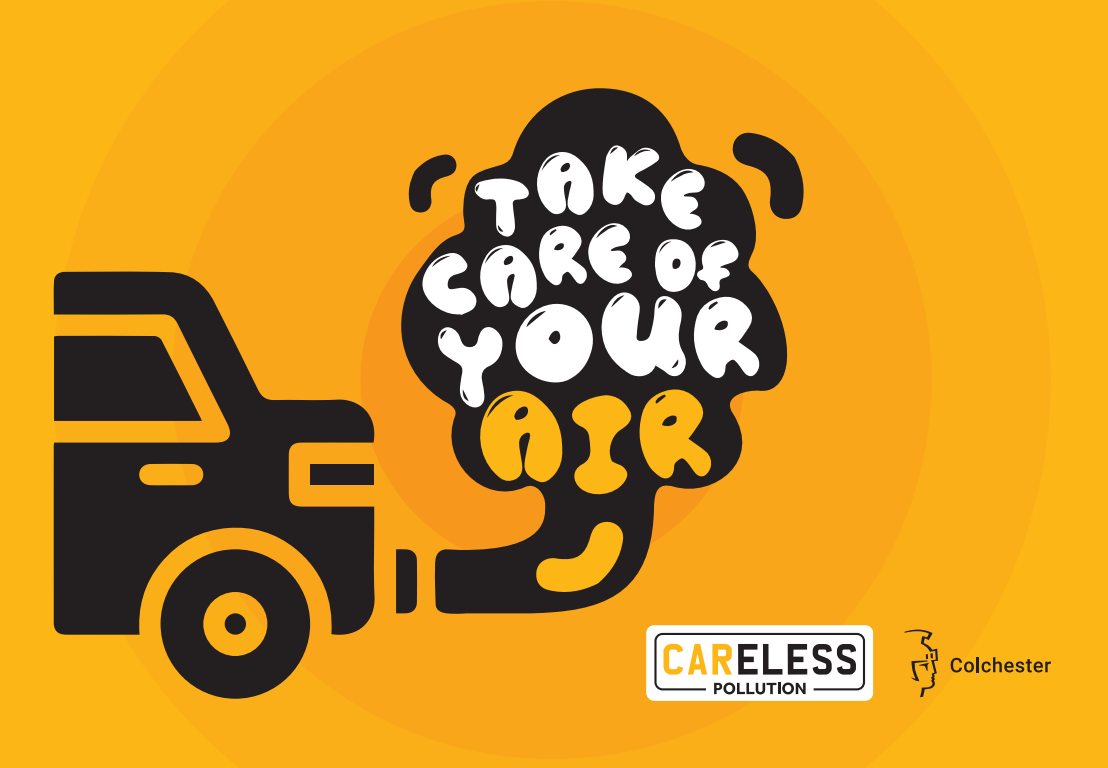 TAKE
CARE OF
YOUR
AIR
CARELESS
POLLUTION
Colchester